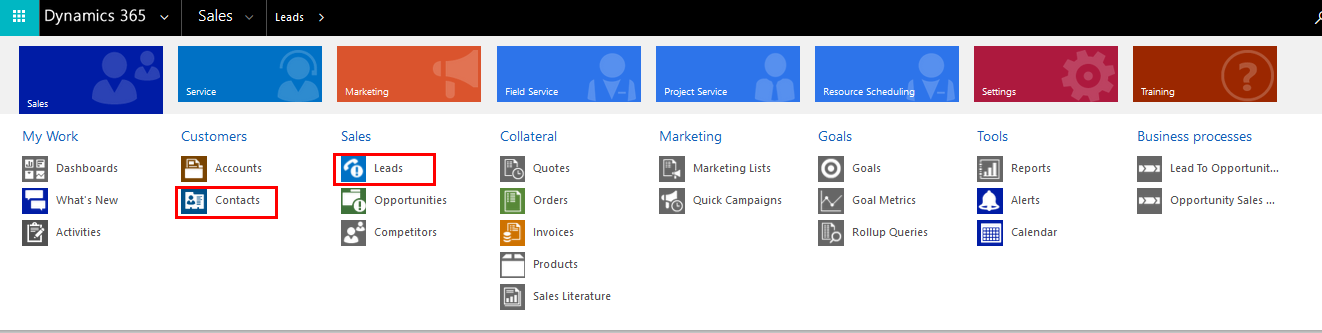 Dynamics 365 Sales Leads
Sales Service Marketing Field Service Project Service Resource Scheduling Settings Training
My Work Customers Sales Collateral Marketing Goals Tools Business processes
Dashboards Accounts Leads Quotes Marketing Lists Goals Reports Lead To Opportunit...
What's New Contacts Opportunities Orders Quick Campaigns Goal Metrics Alerts Opportunity Sales ...
Activities Competitors Invoices Rollup Queries Calendar
Products
Sales Literature